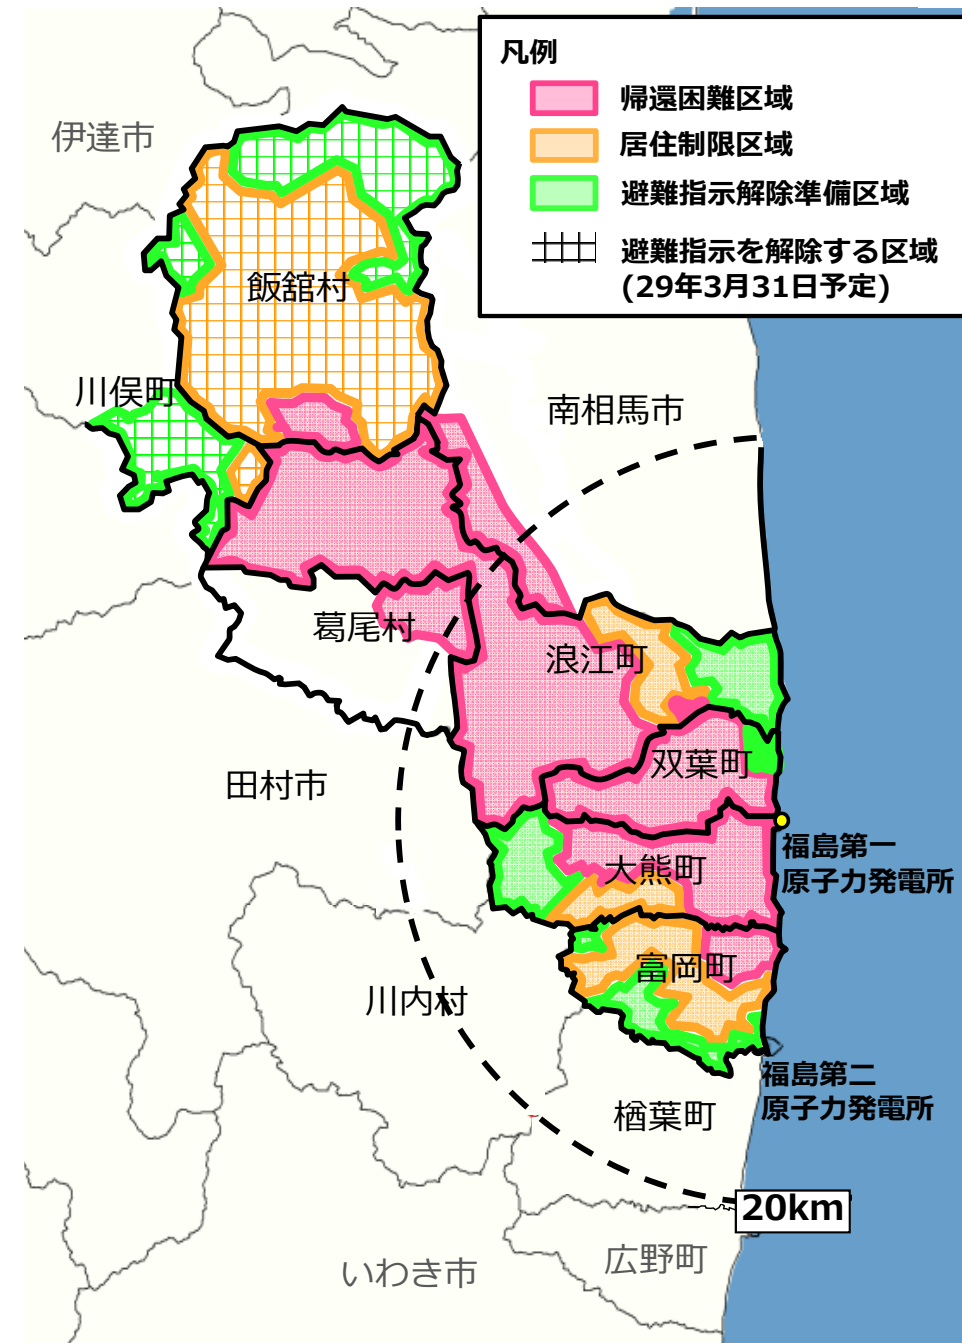 凡例
帰還困難区域
居住制限区域
避難指示解除準備区域
避難指示を解除する区域
(29年3月31日予定)
伊達市
飯舘村
川俣町
南相馬市
葛尾村
浪江町
双葉町
田村市
福島第一
原子力発電所
大熊町
富岡町
川内村
福島第二
原子力発電所
楢葉町
20km
広野町
いわき市